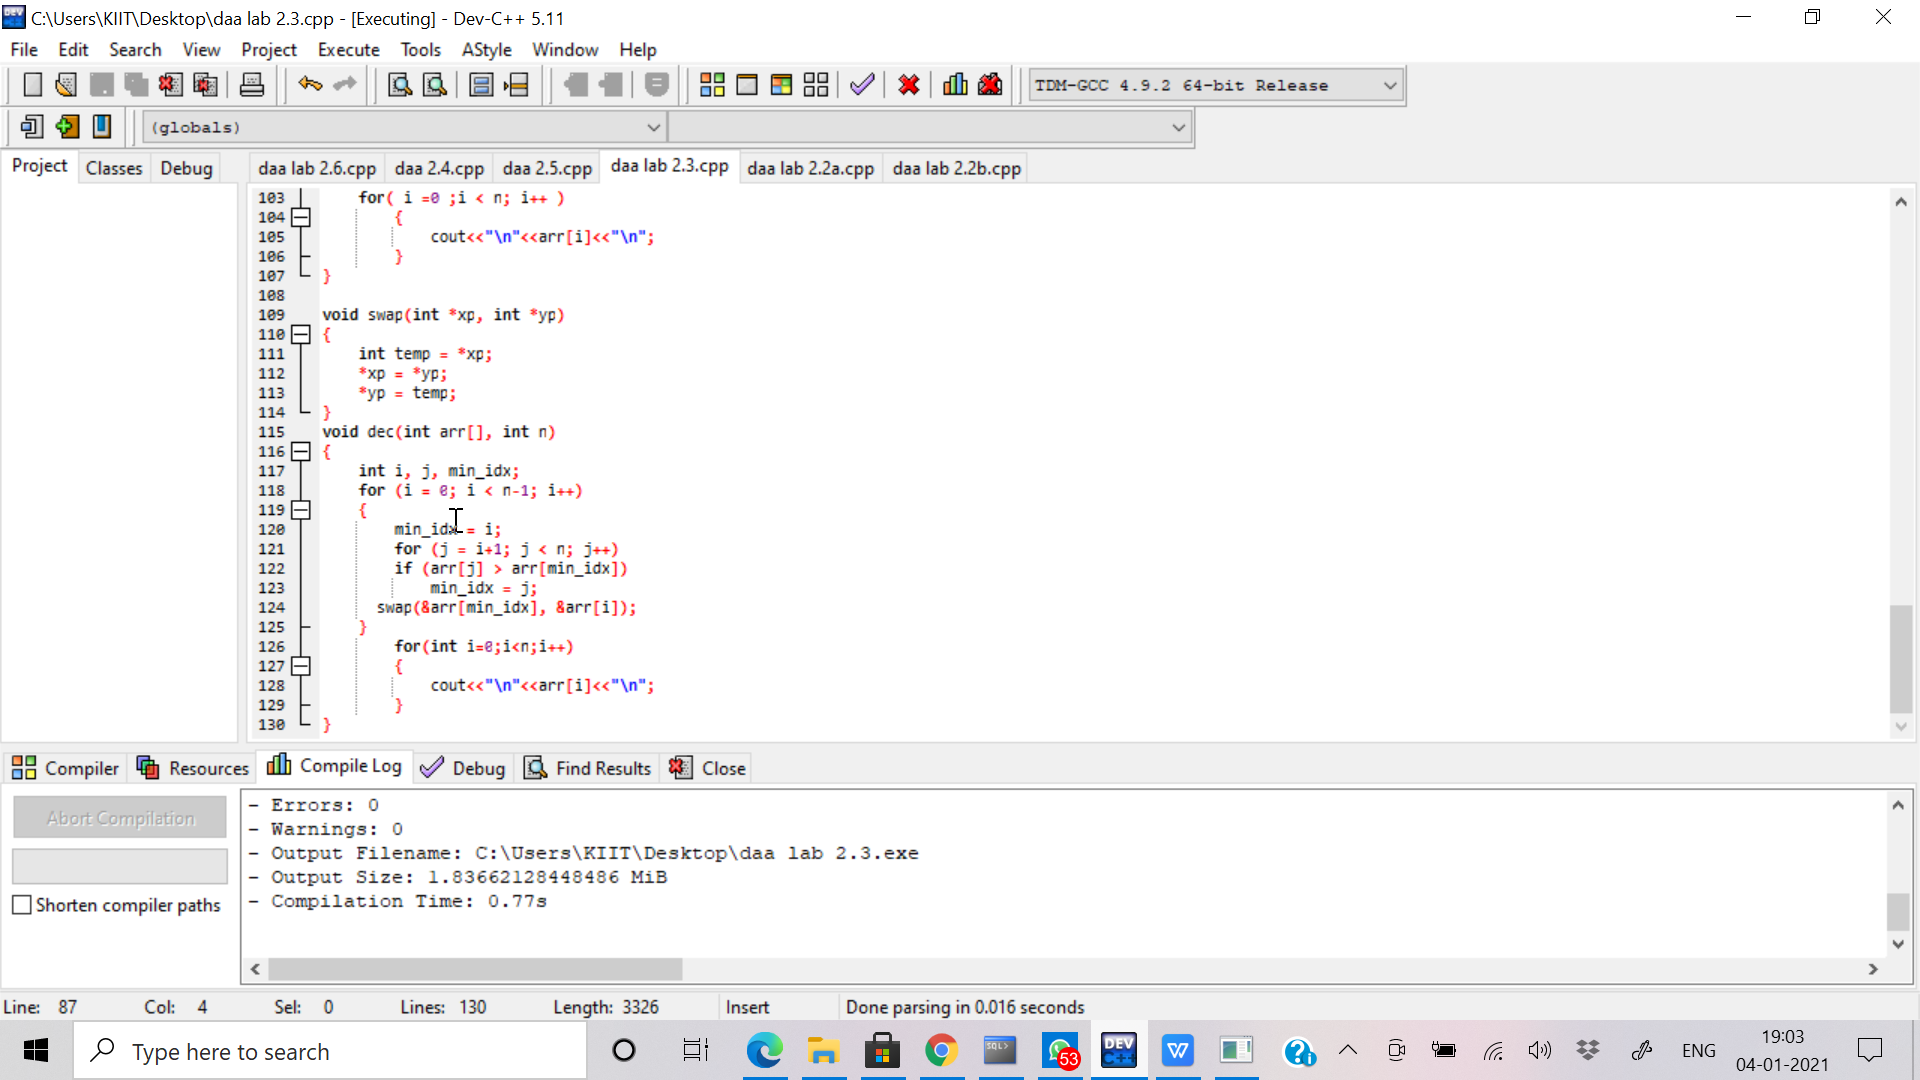 C:\Users\KIIT\Desktop\daa lab 2.3.cpp - [Executing] - Dev-C++ 5.11
File Edit Search View Project Execute Tools AStyle Window Help
TDM-GCC 4.9.2 64-bit Release
(globals)
Project Classes Debug daa lab 2.6.cpp daa 2.4.cpp daa 2.5.cpp daa lab 2.3.cpp daa lab 2.2a.cpp daa lab 2.2b.cpp
103 for( i =0 ;i < n; i++ )
104 {
105 cout<<"\n"<<arr[i]<<"\n";
106 }
107 }
108
109 void swap(int *xp, int *yp)
110 {
111 int temp = *xp;
112 *xp = *yp;
113 *yp = temp;
114 }
115 void dec(int arr[], int n)
116 {
117 int i, j, min_idx;
118 for (i = 0; i < n-1; i++)
119 {
120 min_idx = i;
121 for (j = i+1; j < n; j++)
122 if (arr[j] > arr[min_idx])
123 min_idx = j;
124 swap(&arr[min_idx], &arr[i]);
125 }
126 for(int i=0;i<n;i++)
127 {
128 cout<<"\n"<<arr[i]<<"\n";
129 }
130 }
Compiler Resources Compile Log Debug Find Results Close
Abort Compilation
Shorten compiler paths
- Errors: 0
- Warnings: 0
- Output Filename: C:\Users\KIIT\Desktop\daa lab 2.3.exe
- Output Size: 1.83662128448486 MiB
- Compilation Time: 0.77s
Line: 87 Col: 4 Sel: 0 Lines: 130 Length: 3326 Insert Done parsing in 0.016 seconds
Type here to search
SQL>
53
DEV
C++
W
ENG
19:03
04-01-2021